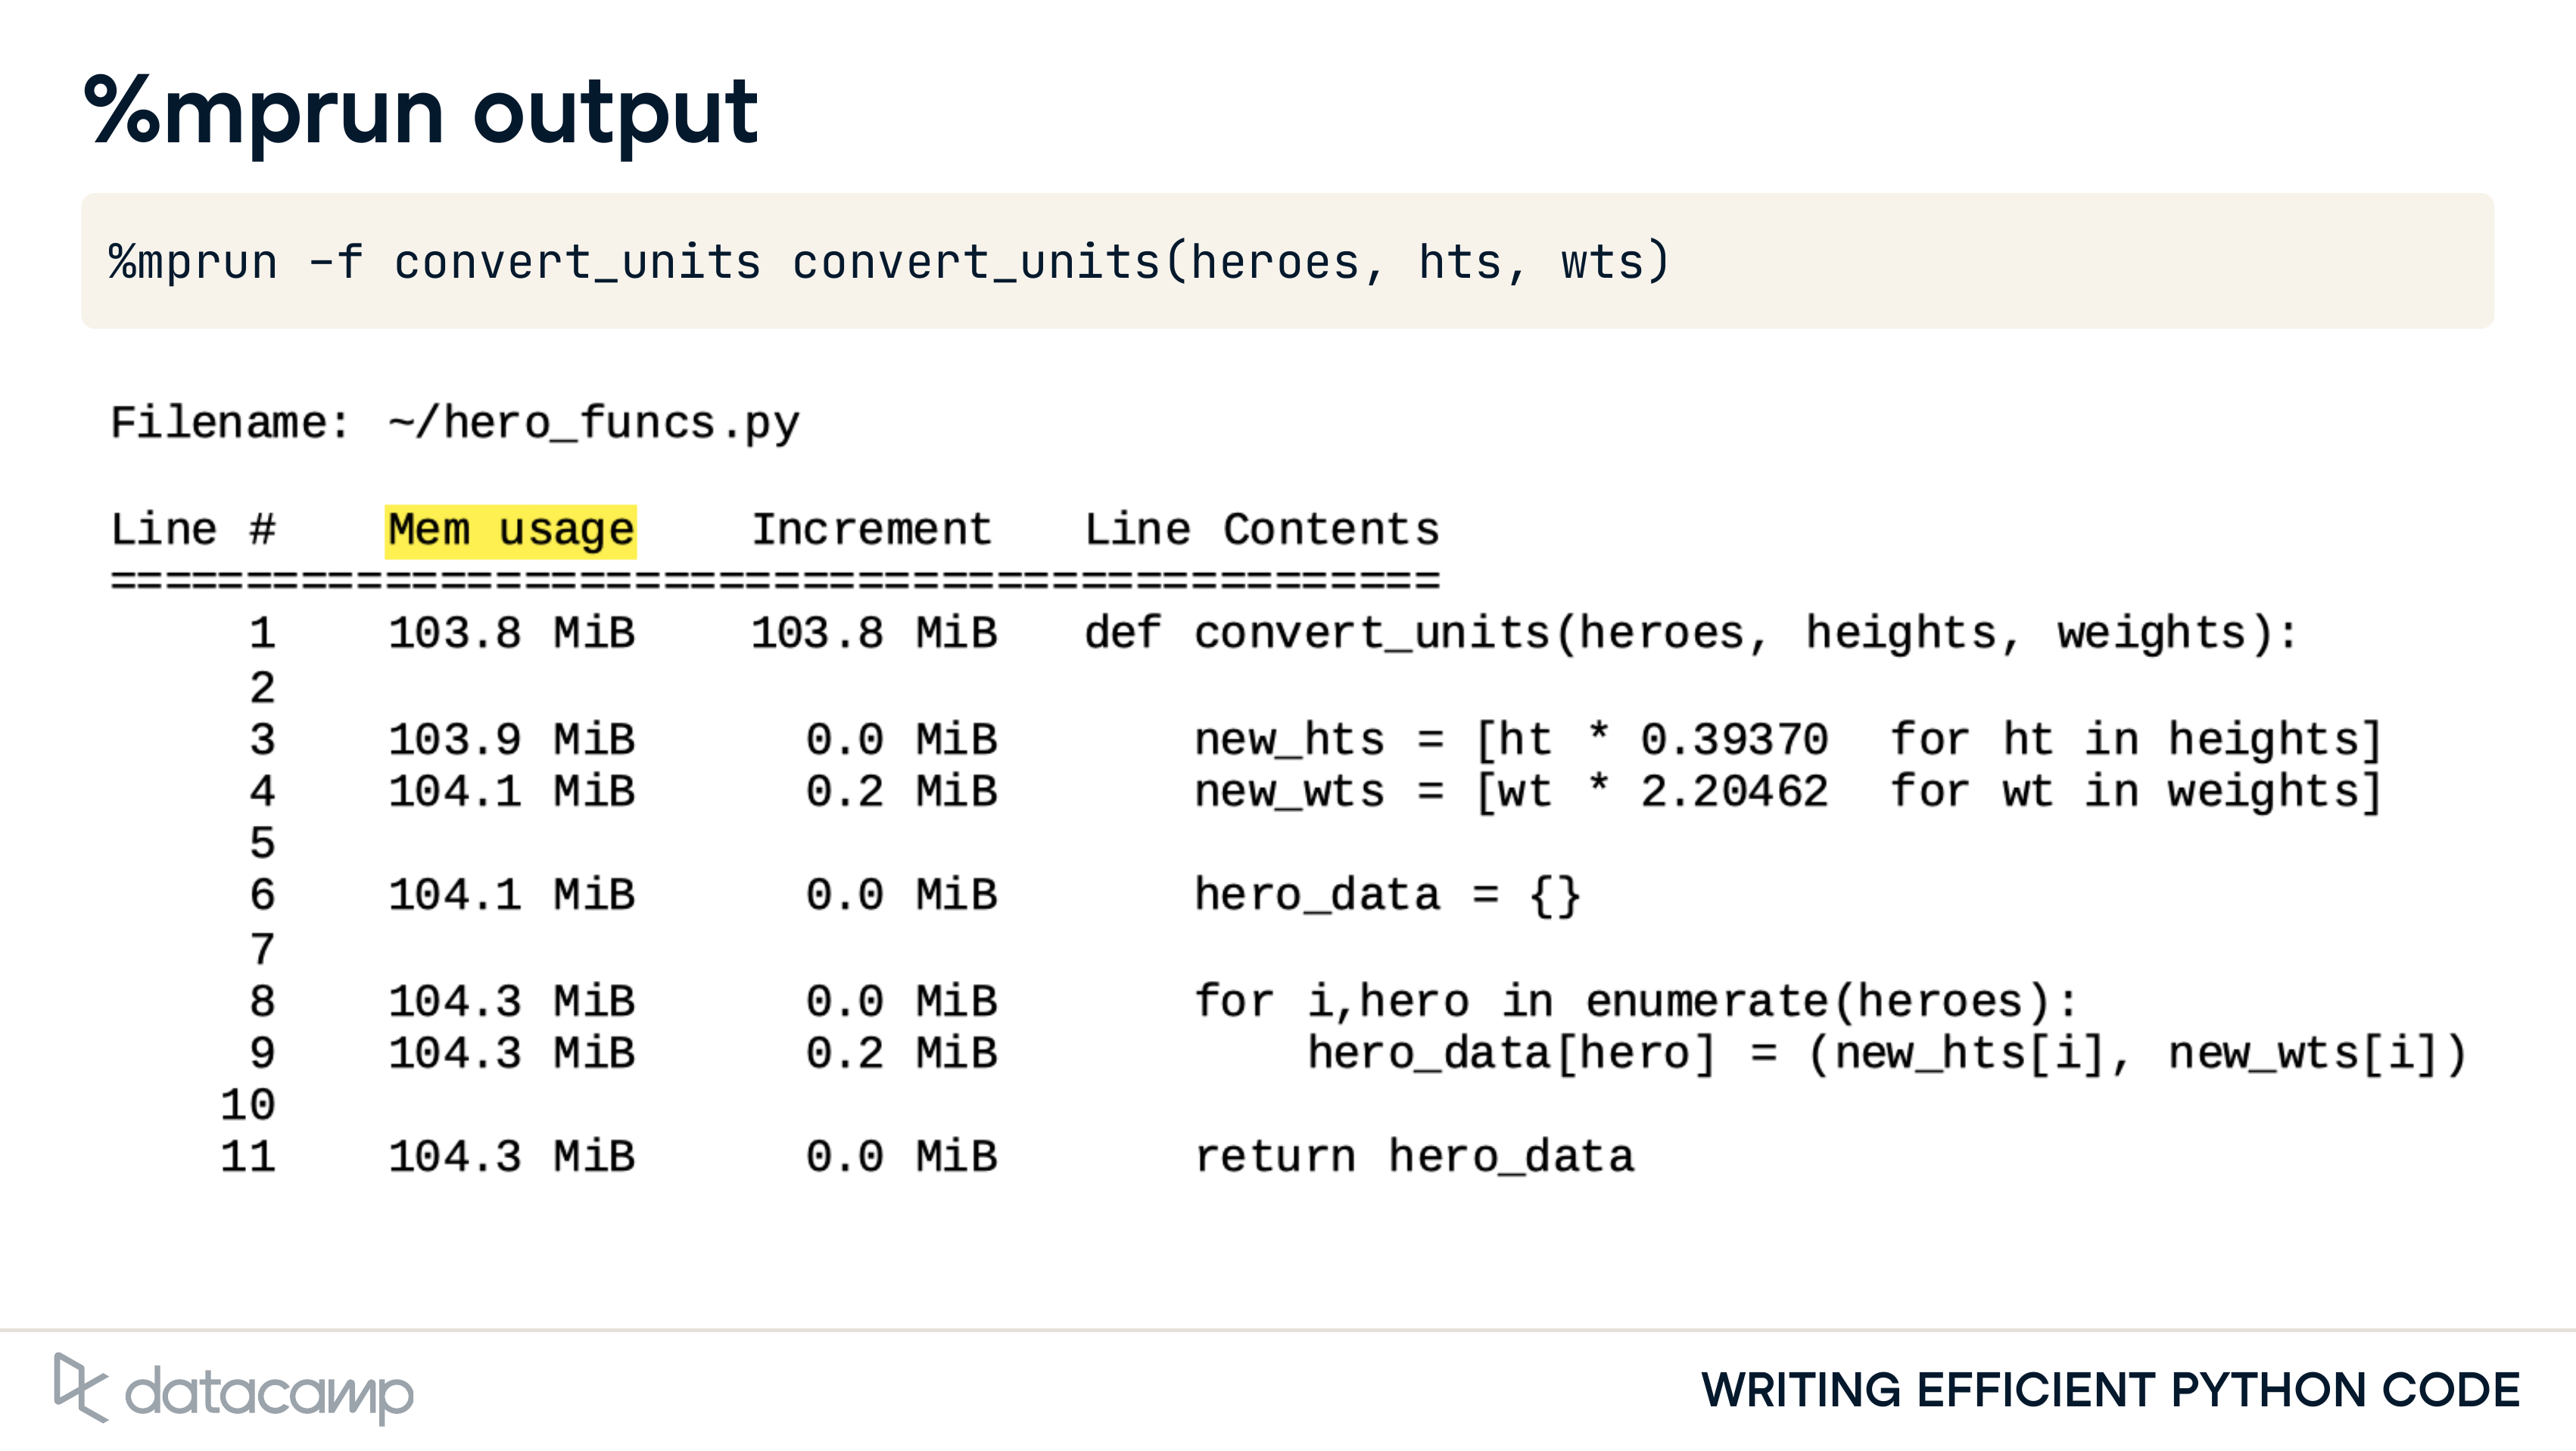 %mprun output
%mprun -f convert_units convert_units(heroes, hts, wts)
Filename: ~/hero_funcs.py
Line #    Mem usage    Increment   Line Contents
================================================
     1    103.8 MiB    103.8 MiB   def convert_units(heroes, heights, weights):
     2
     3    103.9 MiB      0.0 MiB       new_hts = [ht * 0.39370  for ht in heights]
     4    104.1 MiB      0.2 MiB       new_wts = [wt * 2.20462  for wt in weights]
     5
     6    104.1 MiB      0.0 MiB       hero_data = {}
     7
     8    104.3 MiB      0.0 MiB       for i,hero in enumerate(heroes):
     9    104.3 MiB      0.2 MiB           hero_data[hero] = (new_hts[i], new_wts[i])
    10
    11    104.3 MiB      0.0 MiB       return hero_data
datacamp
WRITING EFFICIENT PYTHON CODE